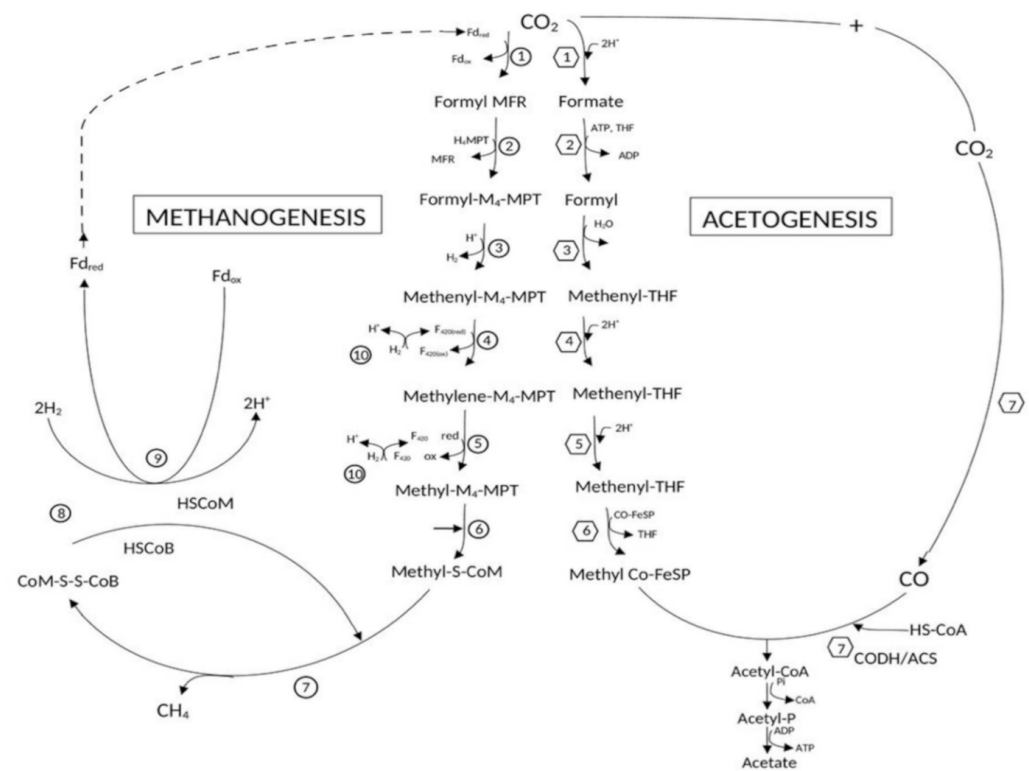 CO₂
+
Fd_red
Fd_ox
1
1
2H⁺
Formyl MFR
Formate
CO₂
H₄MPT
MFR
2
2
ATP, THF
ADP
METHANOGENESIS
Formyl-M₄-MPT
Formyl
ACETOGENESIS
H⁺
H₂
3
3
H₂O
Fd_red
Fd_ox
Methenyl-M₄-MPT
Methenyl-THF
H⁺
H₂
F₄₂₀(red)
F₄₂₀(ox)
10
4
4
2H⁺
Methylene-M₄-MPT
Methenyl-THF
2H₂
2H⁺
7
H⁺
H₂
F₄₂₀ red
F₄₂₀ ox
10
5
5
2H⁺
9
Methyl-M₄-MPT
Methenyl-THF
HSCoM
8
6
6
CO-FeSP
THF
HSCoB
CoM-S-S-CoB
Methyl-S-CoM
Methyl Co-FeSP
CO
HS-CoA
7
CODH/ACS
7
CH₄
Acetyl-CoA
Pi
CoA
Acetyl-P
ADP
ATP
Acetate